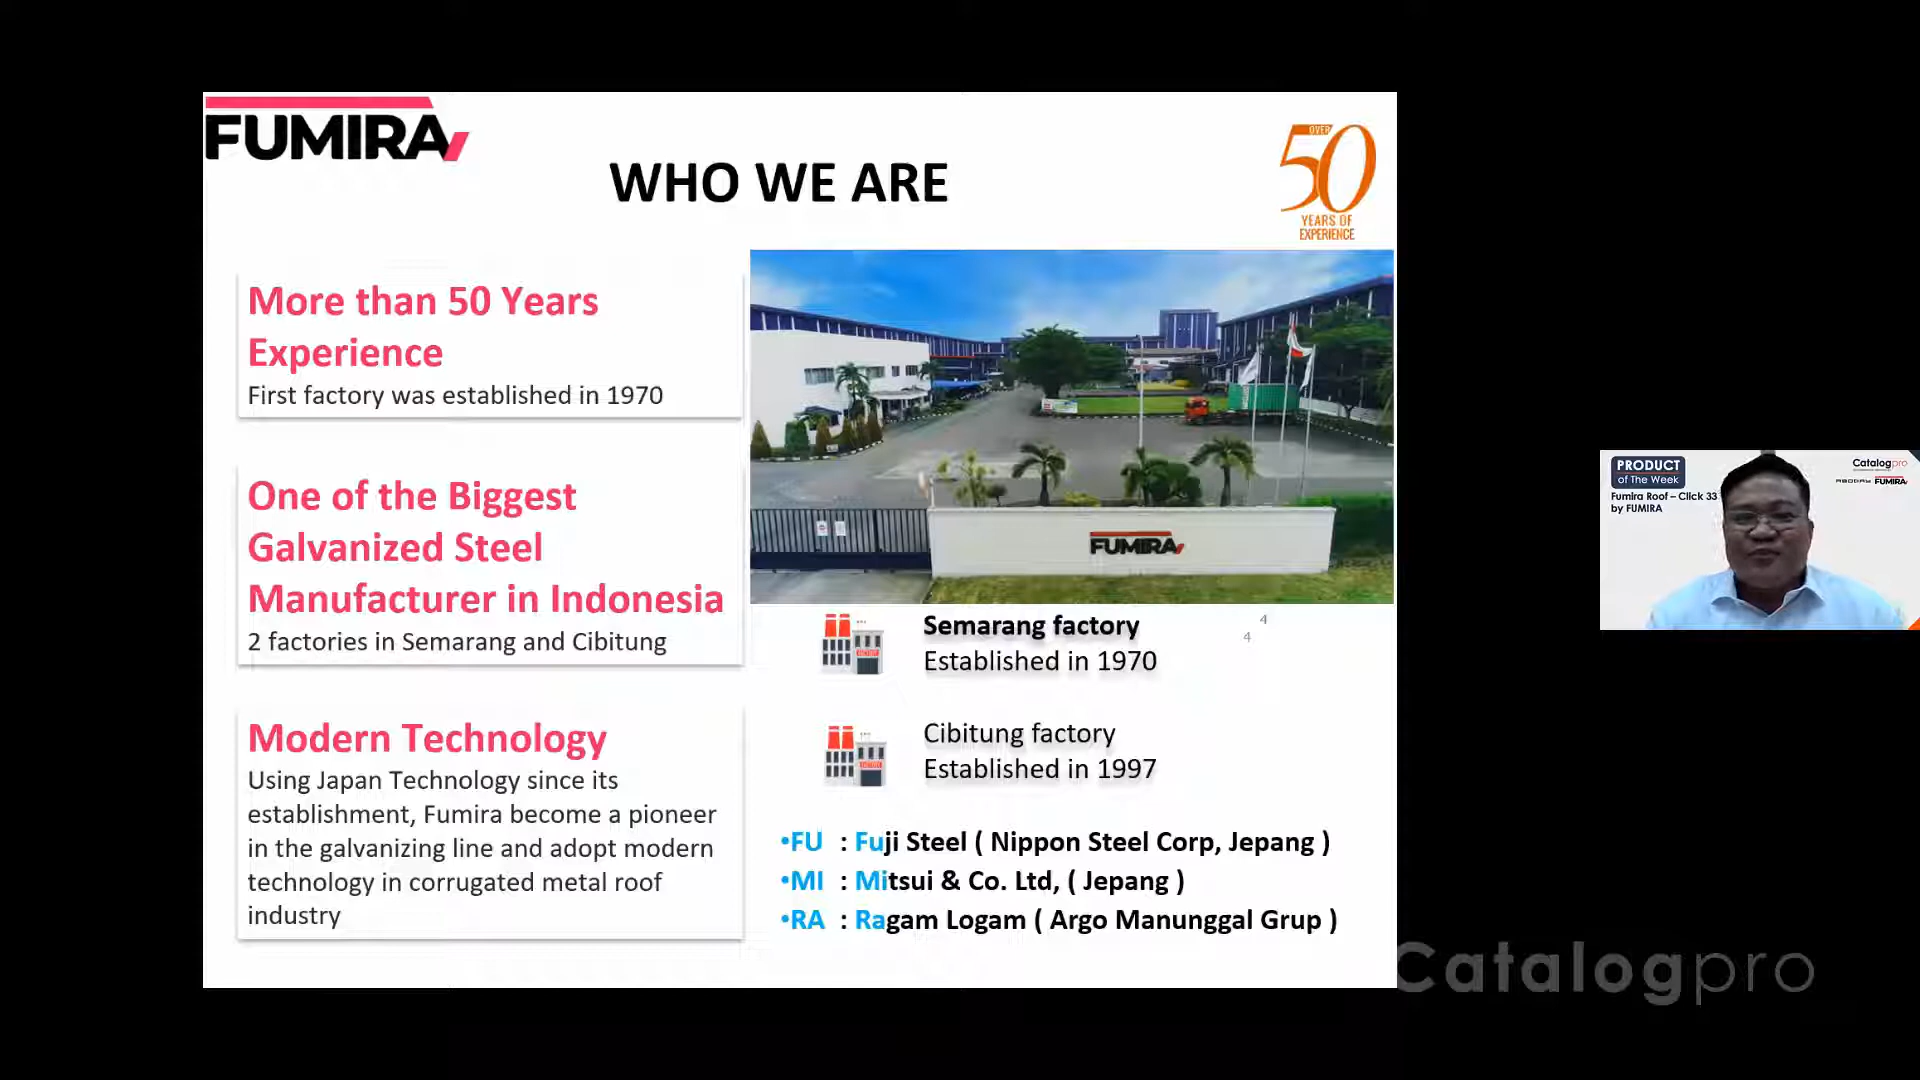 FUMIRA
WHO WE ARE
OVER
50
YEARS OF
EXPERIENCE
More than 50 Years
Experience
First factory was established in 1970
One of the Biggest
Galvanized Steel
Manufacturer in Indonesia
2 factories in Semarang and Cibitung
Modern Technology
Using Japan Technology since its
establishment, Fumira become a pioneer
in the galvanizing line and adopt modern
technology in corrugated metal roof
industry
FUMIRA
Semarang factory
Established in 1970
4
4
Cibitung factory
Established in 1997
•FU : Fuji Steel ( Nippon Steel Corp, Jepang )
•MI : Mitsui & Co. Ltd, ( Jepang )
•RA : Ragam Logam ( Argo Manunggal Grup )
PRODUCT
of The Week
Fumira Roof – Click 33
by FUMIRA
Catalogpro
FUMIRA
Catalogpro